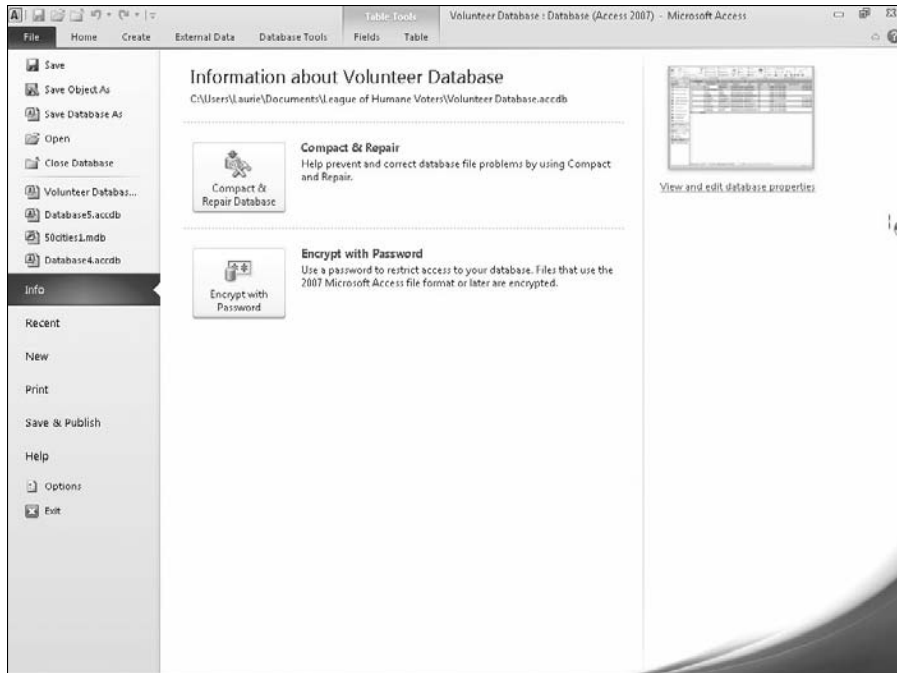 Table Tools
Volunteer Database : Database (Access 2007) - Microsoft Access
File Home Create External Data Database Tools Fields Table
Save
Save Object As
Save Database As
Open
Close Database
Volunteer Databas...
Database5.accdb
50cities1.mdb
Database4.accdb
Info
Recent
New
Print
Save & Publish
Help
Options
Exit
Information about Volunteer Database
C:\Users\Laurie\Documents\League of Humane Voters\Volunteer Database.accdb
Compact &
Repair Database
Compact & Repair
Help prevent and correct database file problems by using Compact
and Repair.
Encrypt with
Password
Encrypt with Password
Use a password to restrict access to your database. Files that use the
2007 Microsoft Access file format or later are encrypted.
View and edit database properties